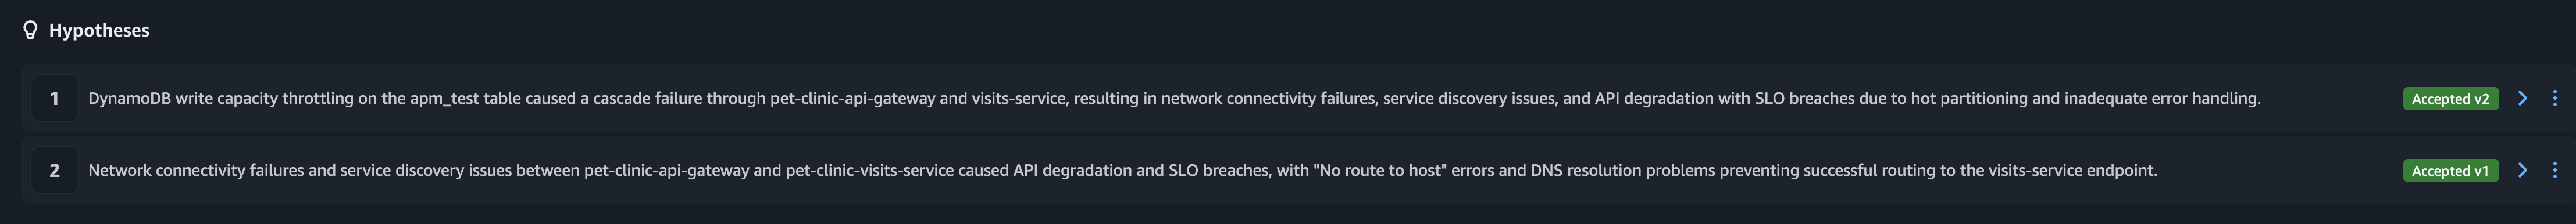 Hypotheses
1 DynamoDB write capacity throttling on the apm_test table caused a cascade failure through pet-clinic-api-gateway and visits-service, resulting in network connectivity failures, service discovery issues, and API degradation with SLO breaches due to hot partitioning and inadequate error handling. Accepted v2
2 Network connectivity failures and service discovery issues between pet-clinic-api-gateway and pet-clinic-visits-service caused API degradation and SLO breaches, with "No route to host" errors and DNS resolution problems preventing successful routing to the visits-service endpoint. Accepted v1